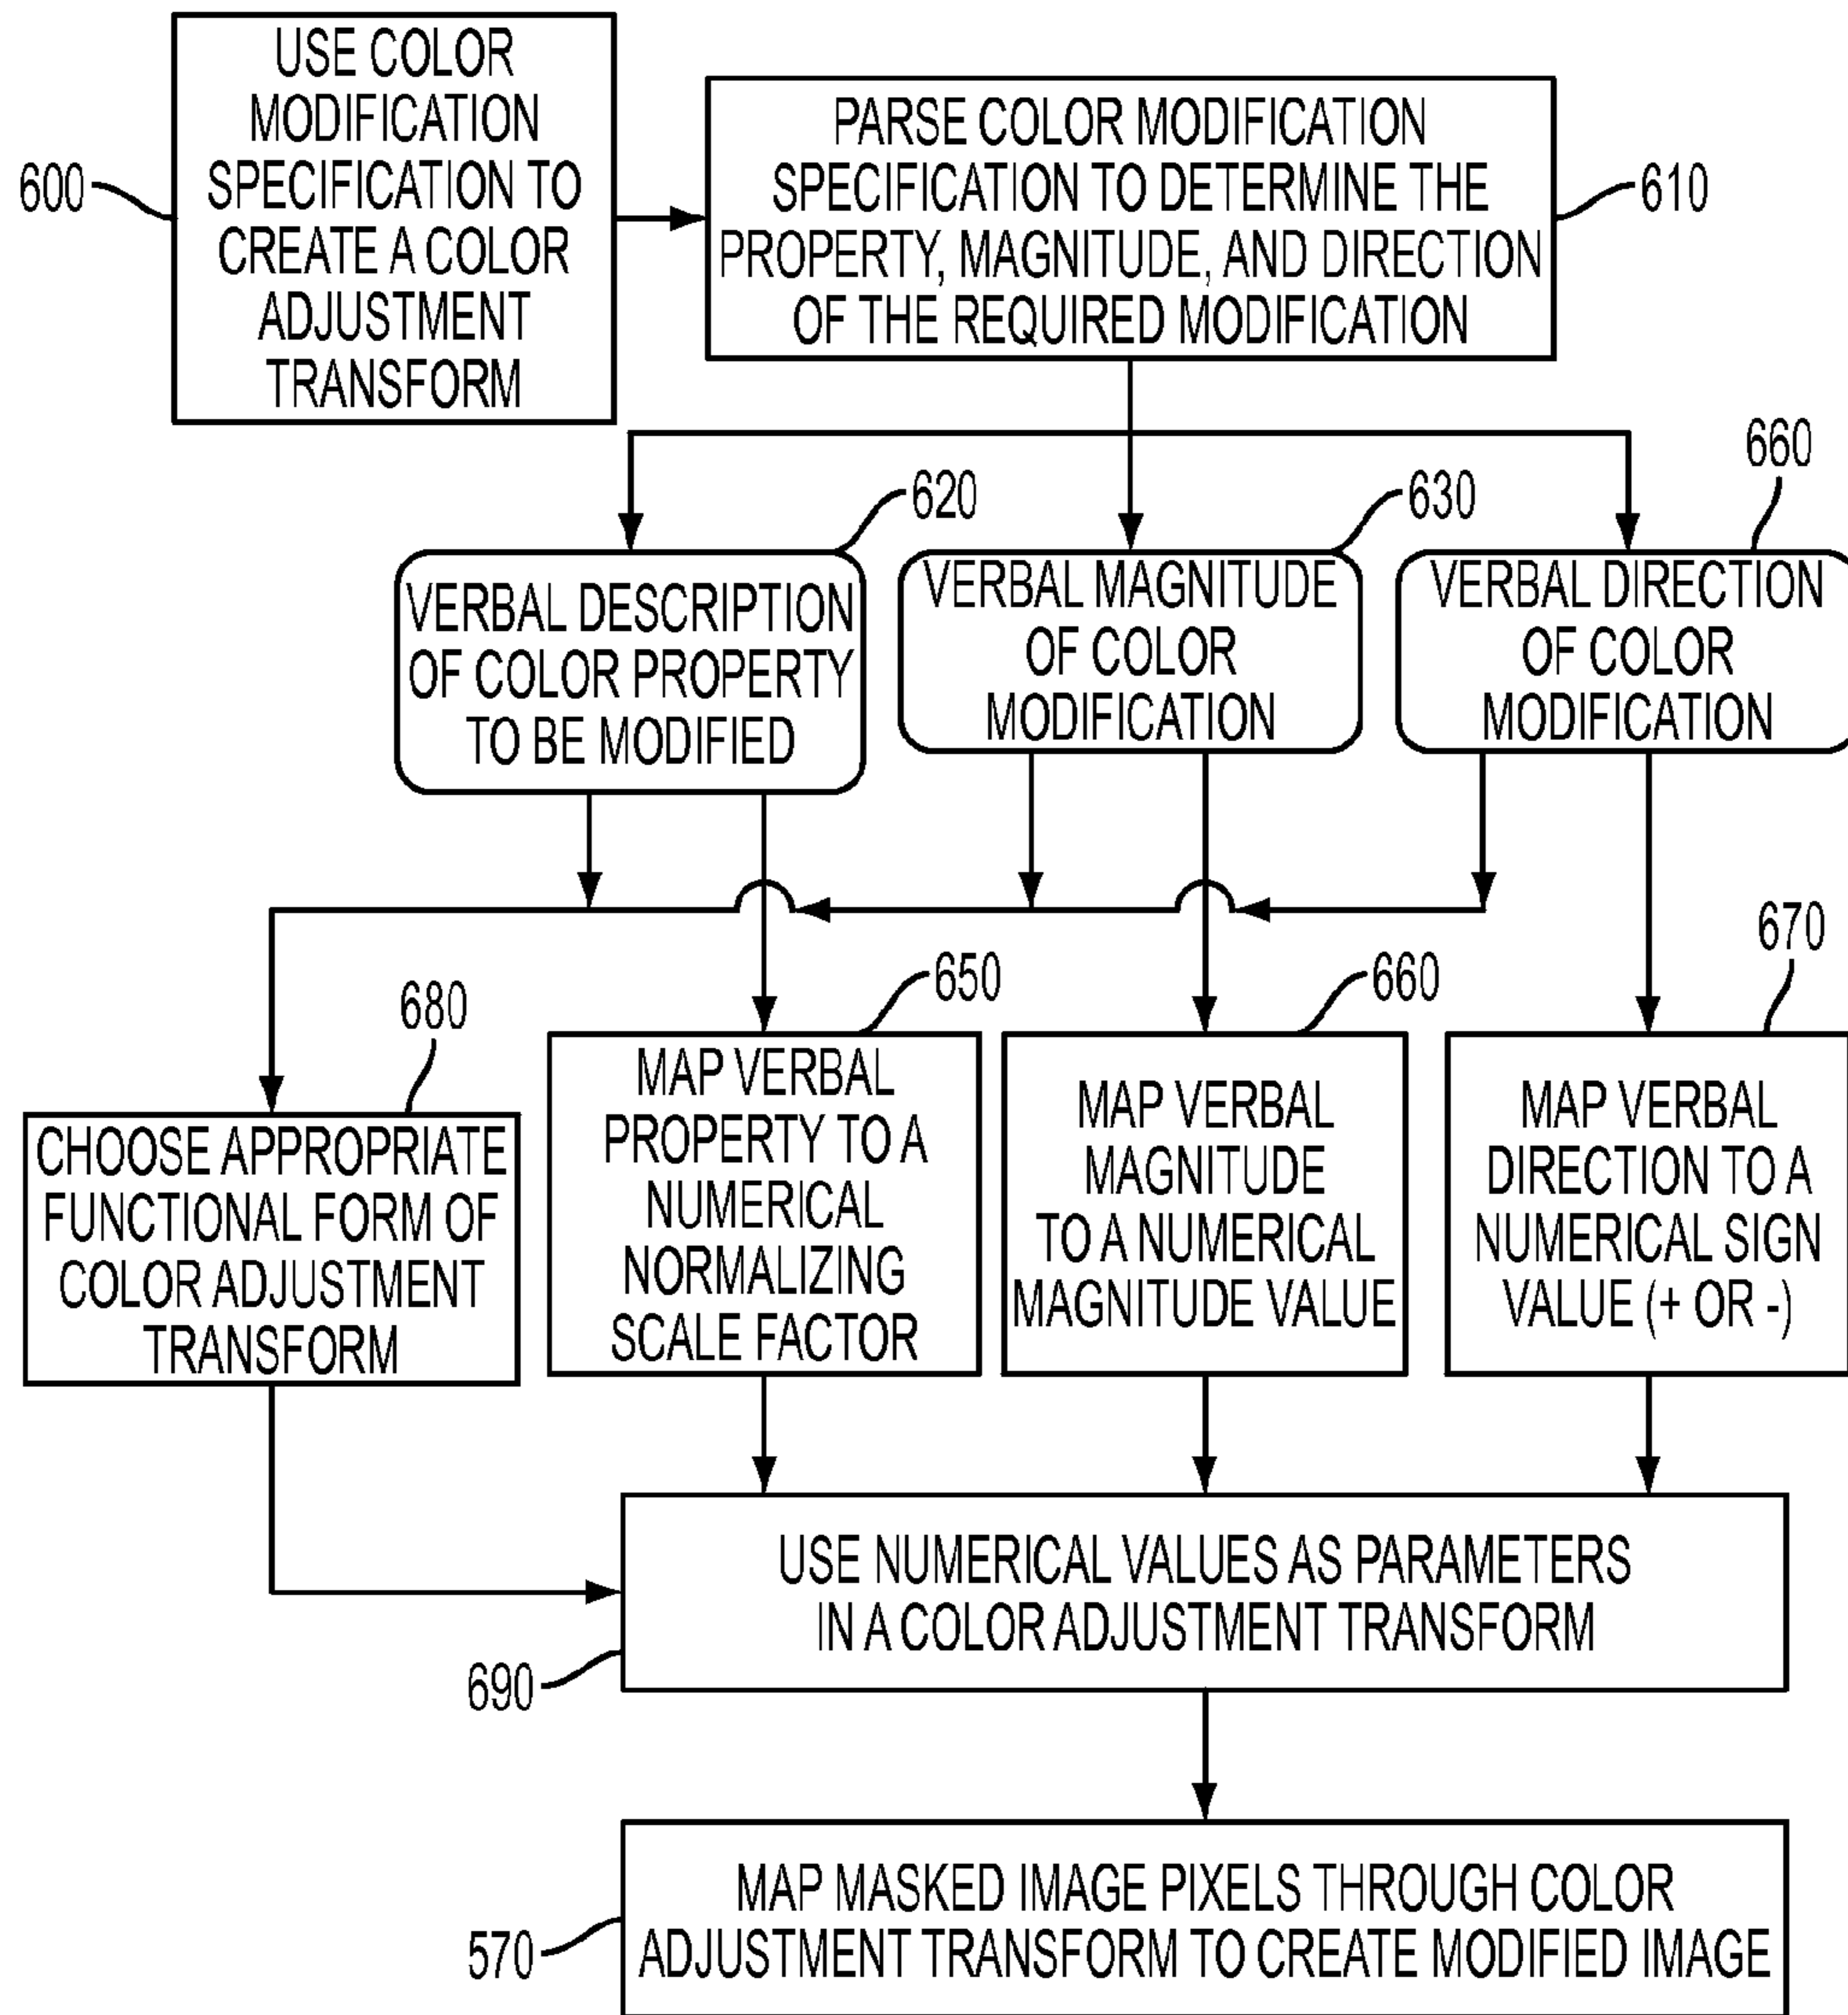 USE COLOR
MODIFICATION
SPECIFICATION TO
CREATE A COLOR
ADJUSTMENT
TRANSFORM
600
PARSE COLOR MODIFICATION
SPECIFICATION TO DETERMINE THE
PROPERTY, MAGNITUDE, AND DIRECTION
OF THE REQUIRED MODIFICATION
610
620
VERBAL DESCRIPTION
OF COLOR PROPERTY
TO BE MODIFIED
630
VERBAL MAGNITUDE
OF COLOR
MODIFICATION
660
VERBAL DIRECTION
OF COLOR
MODIFICATION
680
CHOOSE APPROPRIATE
FUNCTIONAL FORM OF
COLOR ADJUSTMENT
TRANSFORM
650
MAP VERBAL
PROPERTY TO A
NUMERICAL
NORMALIZING
SCALE FACTOR
660
MAP VERBAL
MAGNITUDE
TO A NUMERICAL
MAGNITUDE VALUE
670
MAP VERBAL
DIRECTION TO A
NUMERICAL SIGN
VALUE (+ OR -)
USE NUMERICAL VALUES AS PARAMETERS
IN A COLOR ADJUSTMENT TRANSFORM
690
MAP MASKED IMAGE PIXELS THROUGH COLOR
ADJUSTMENT TRANSFORM TO CREATE MODIFIED IMAGE
570